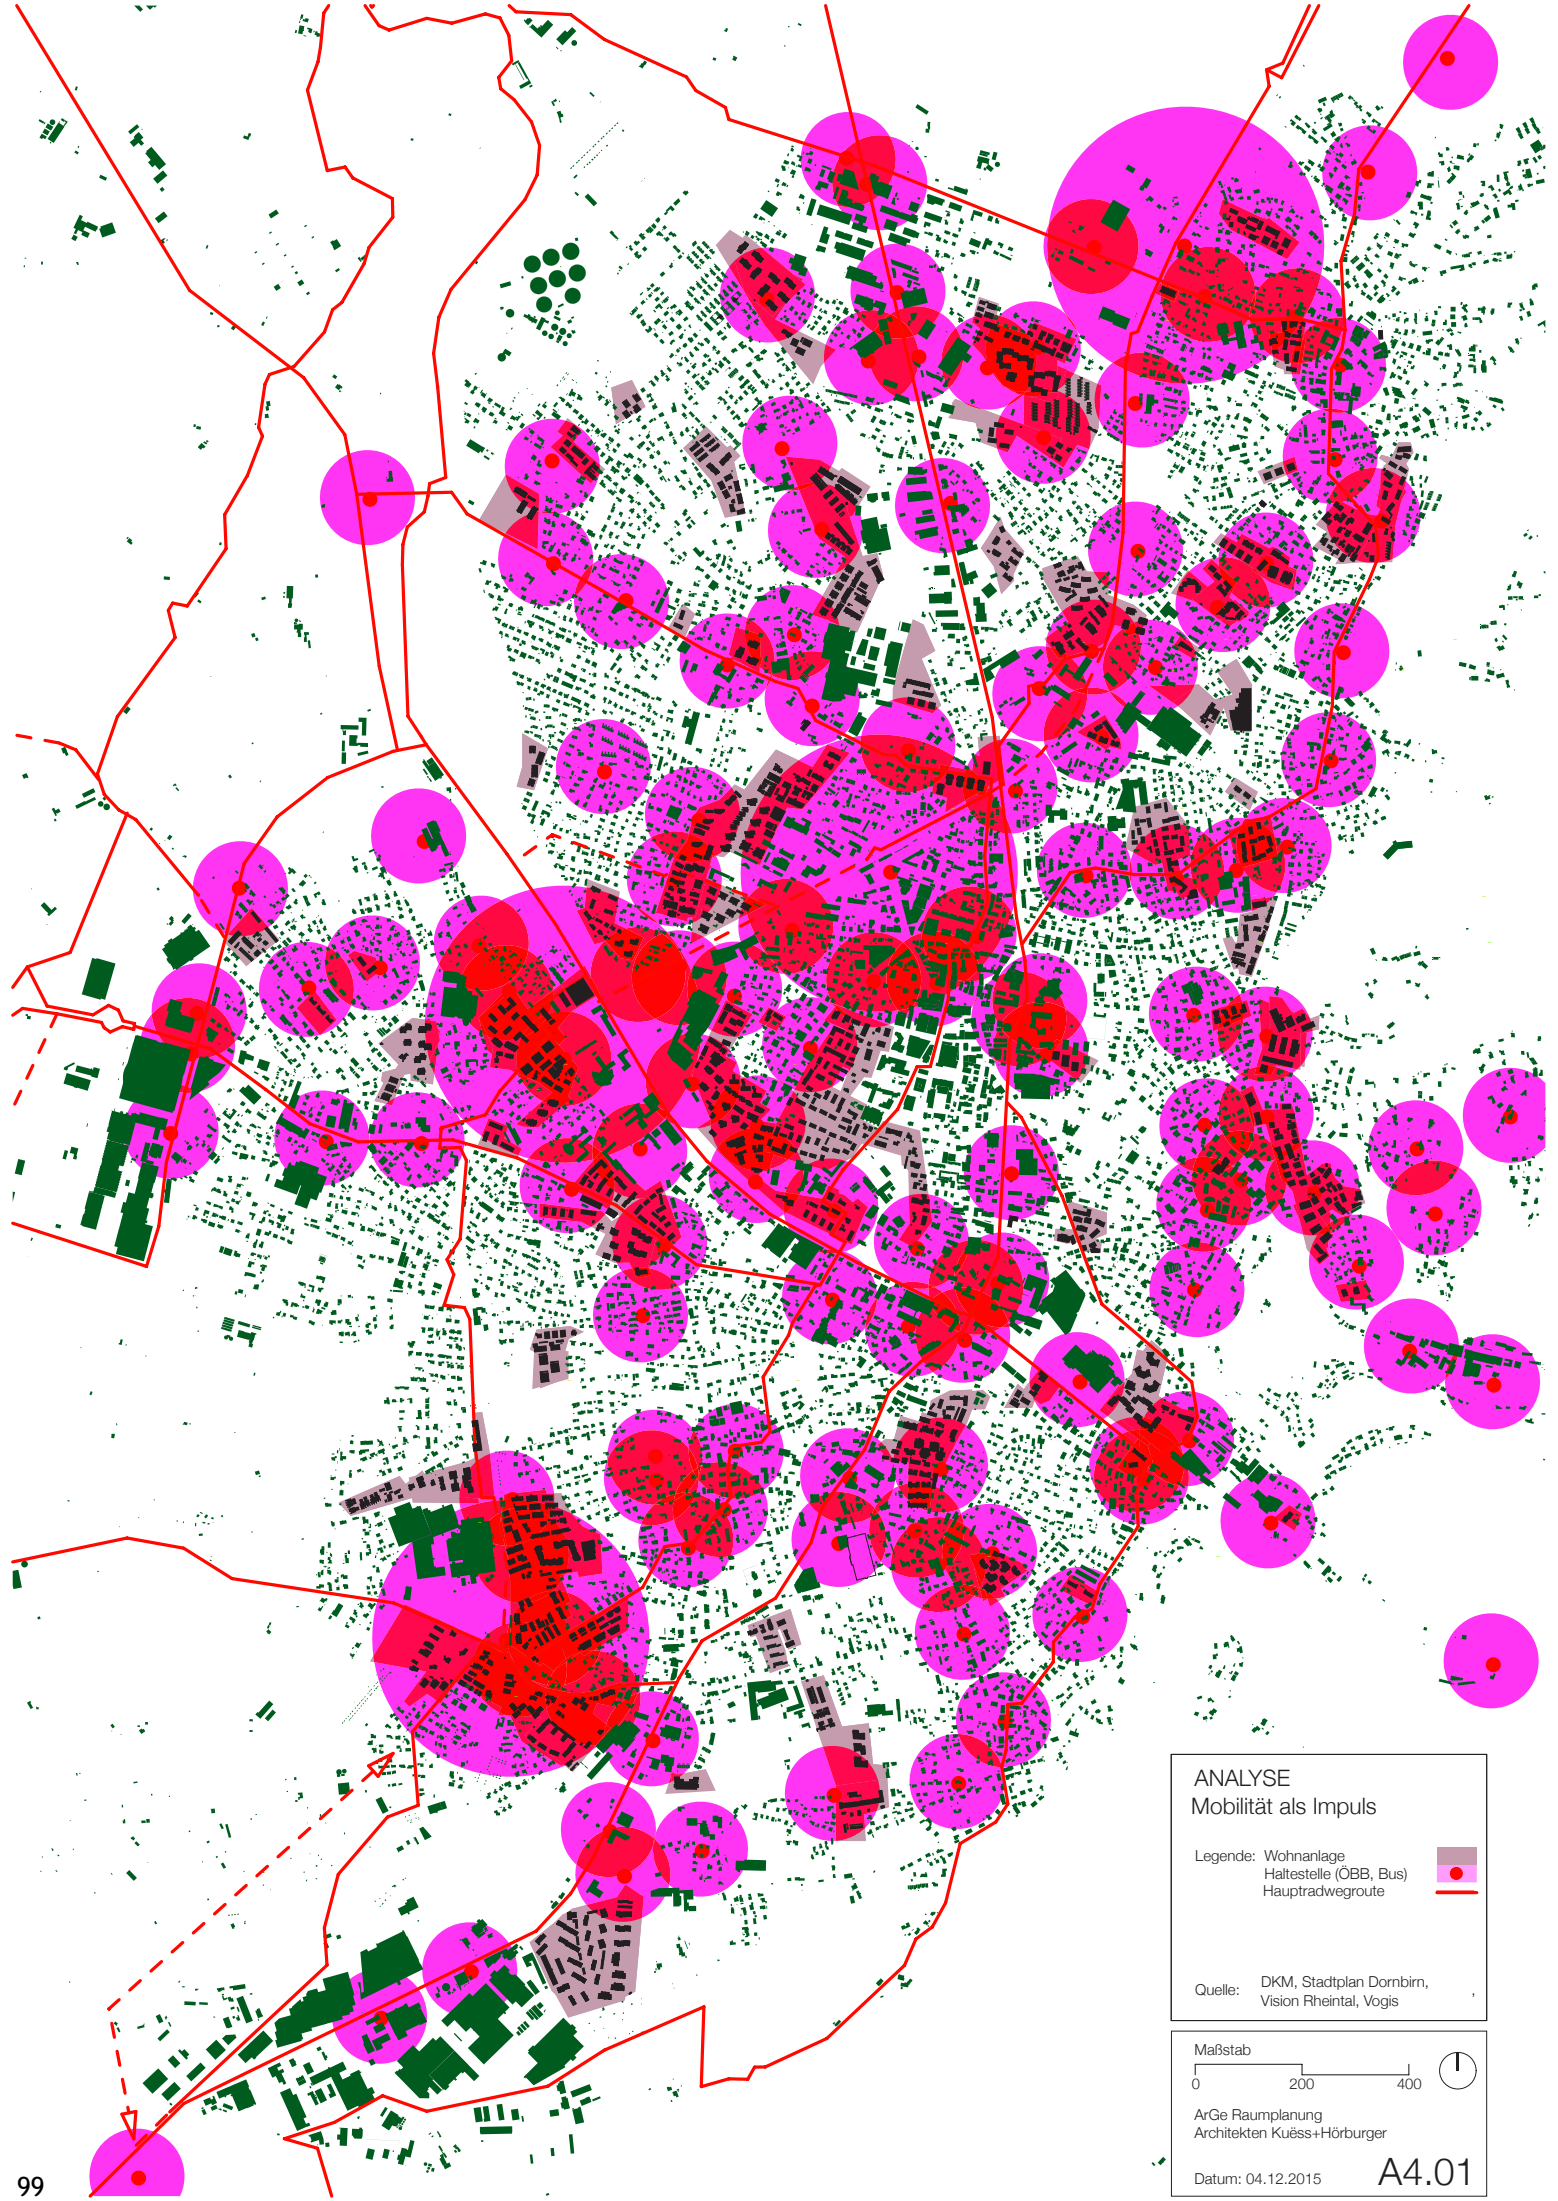 ANALYSE
Mobilität als Impuls
Legende: Wohnanlage
Haltestelle (ÖBB, Bus)
Hauptradwegroute
Quelle: DKM, Stadtplan Dornbirn, ,
Vision Rheintal, Vogis
Maßstab
0 200 400
ArGe Raumplanung
Architekten Kuëss+Hörburger
Datum: 04.12.2015 A4.01
99